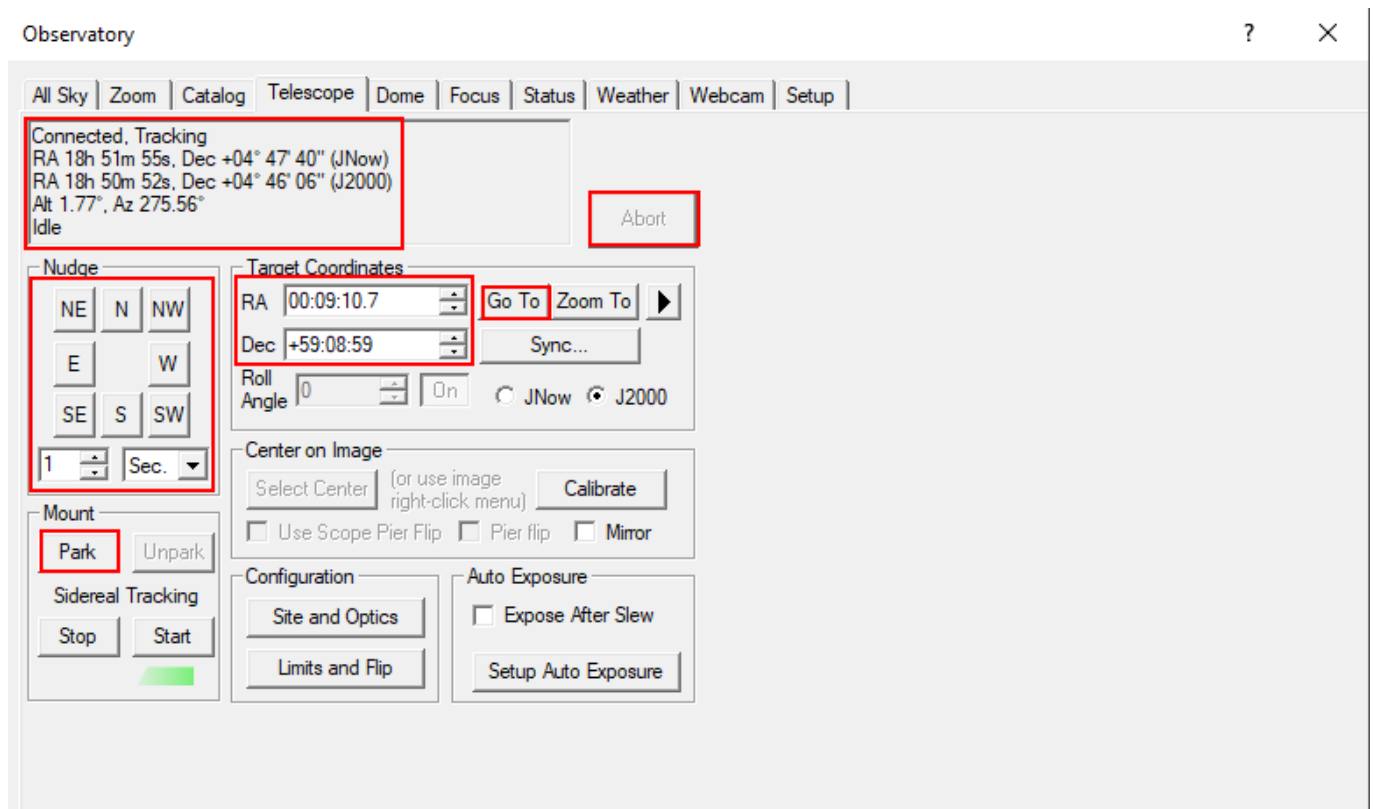 Observatory ?
All Sky Zoom Catalog Telescope Dome Focus Status Weather Webcam Setup
Connected, Tracking
RA 18h 51m 55s, Dec +04° 47' 40" (JNow)
RA 18h 50m 52s, Dec +04° 46' 06" (J2000)
Alt 1.77°, Az 275.56°
Idle
Abort
Nudge
NE N NW
E W
SE S SW
1 Sec.
Target Coordinates
RA 00:09:10.7 Go To Zoom To
Dec +59:08:59 Sync...
Roll
Angle 0 On JNow J2000
Center on Image
Select Center (or use image
right-click menu) Calibrate
Use Scope Pier Flip Pier flip Mirror
Mount
Park Unpark
Sidereal Tracking
Stop Start
Configuration
Site and Optics
Limits and Flip
Auto Exposure
Expose After Slew
Setup Auto Exposure